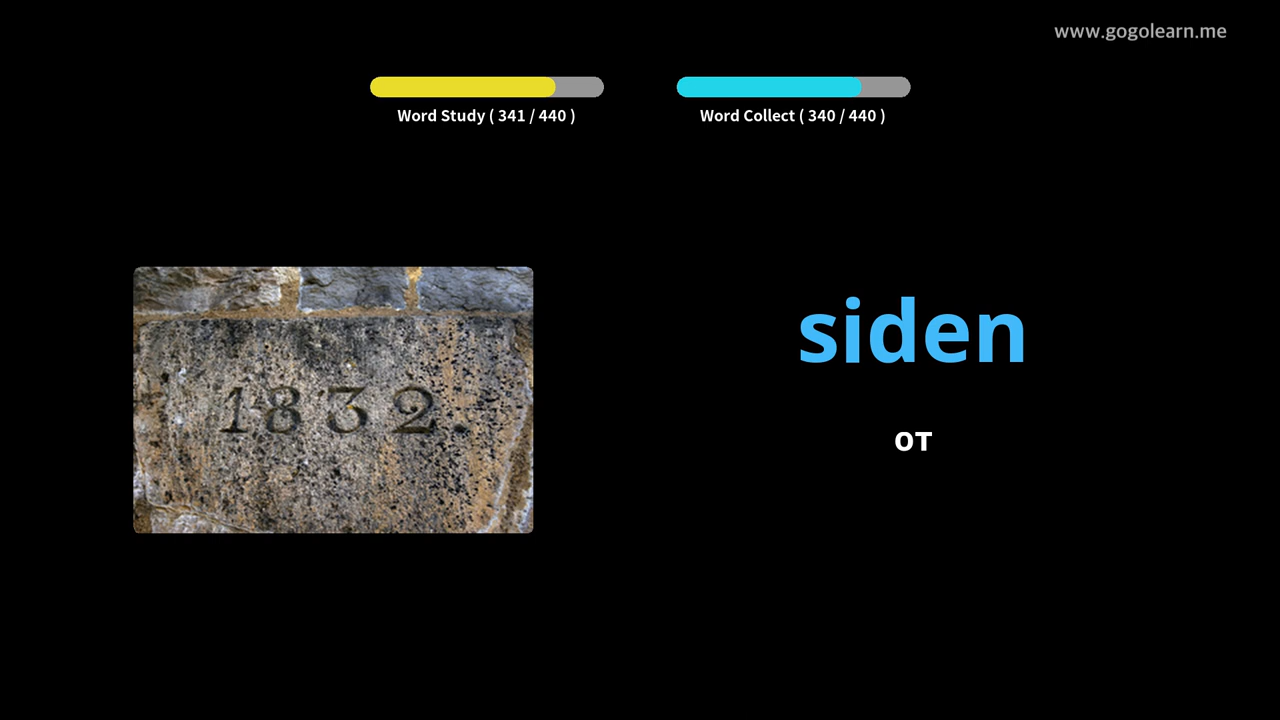 www.gogolearn.me
Word Study ( 341 / 440 )
Word Collect ( 340 / 440 )
1832.
siden
от